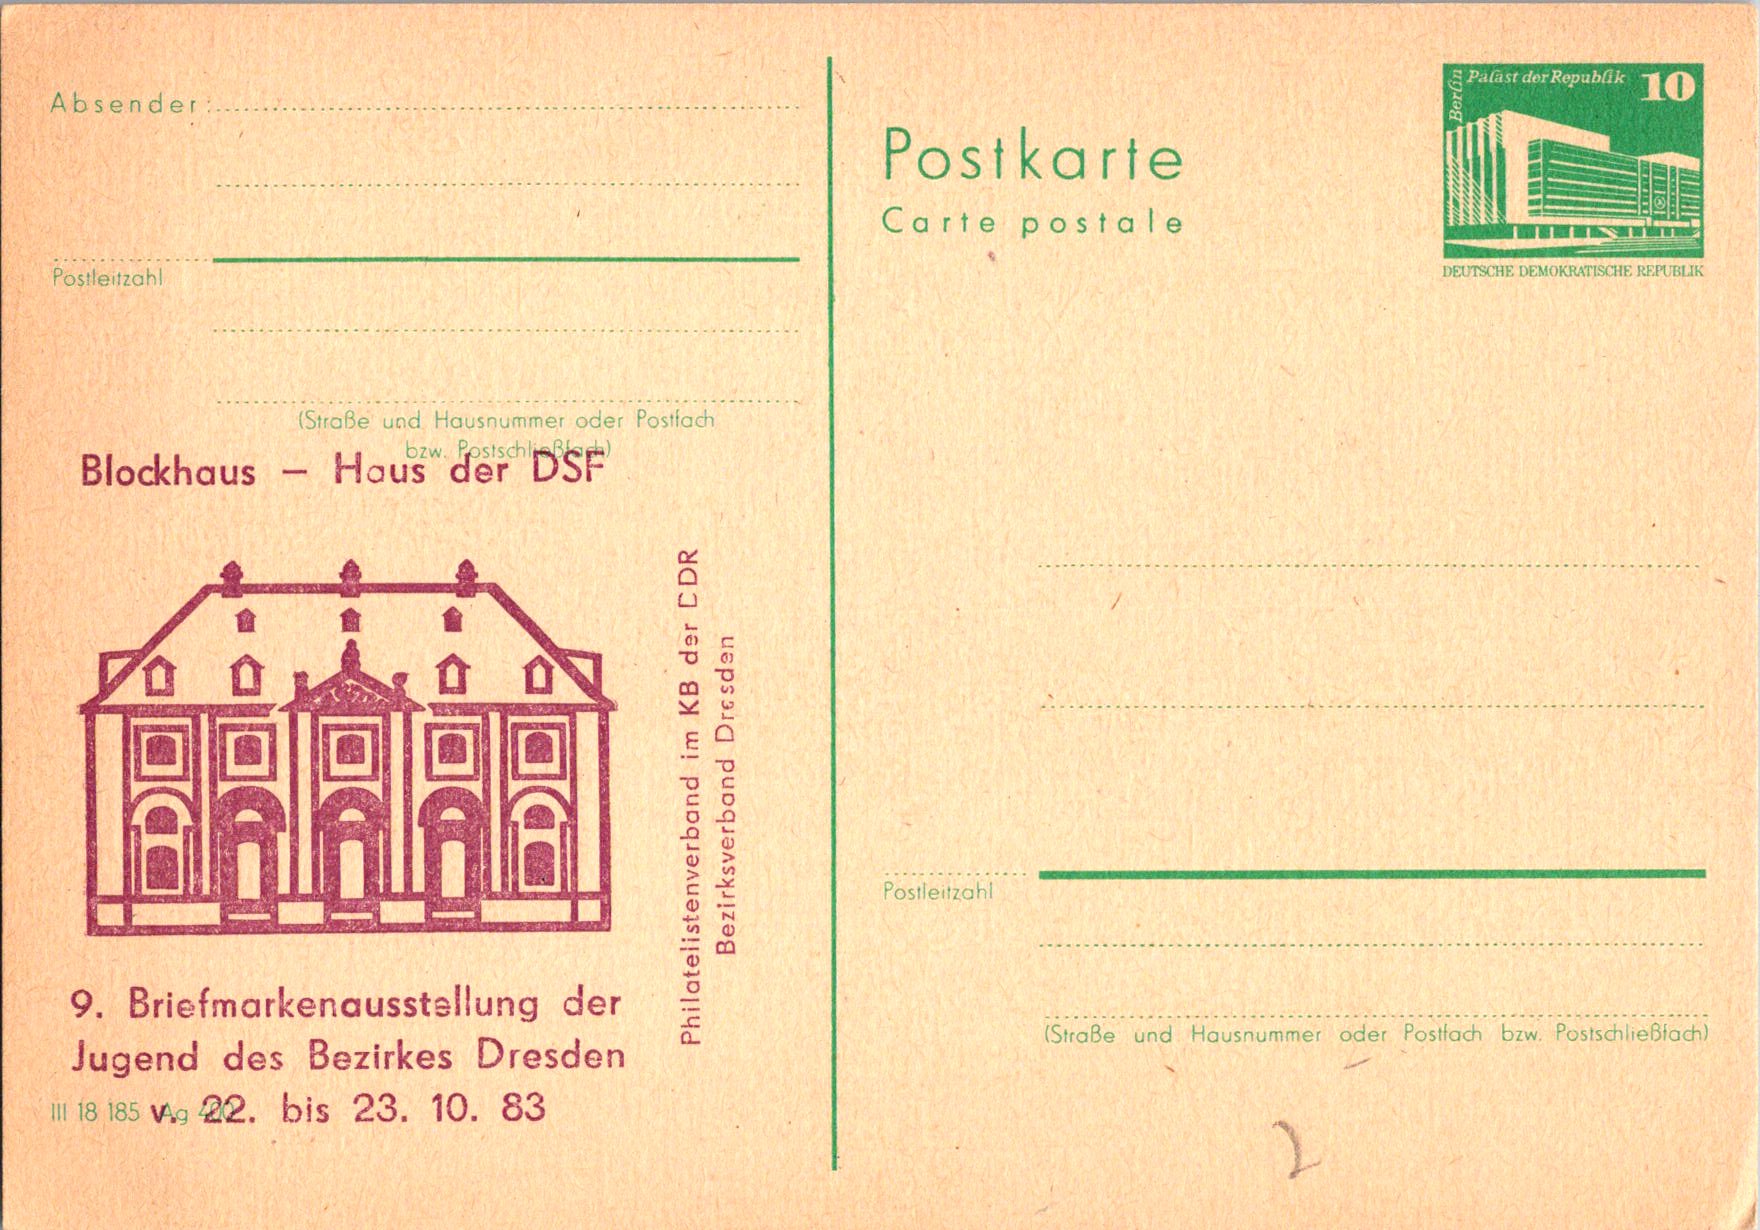 Absender:
Postleitzahl
(Straße und Hausnummer oder Postfach
bzw. Postschließfach)
Blockhaus – Haus der DSF
Philatelistenverband im KB der DDR
Bezirksverband Dresden
9. Briefmarkenausstellung der
Jugend des Bezirkes Dresden
v. 22. bis 23. 10. 83
III 18 185 Ag 400
Postkarte
Carte postale
Berlin
Palast der Republik 10
DEUTSCHE DEMOKRATISCHE REPUBLIK
Postleitzahl
(Straße und Hausnummer oder Postfach bzw. Postschließfach)
2